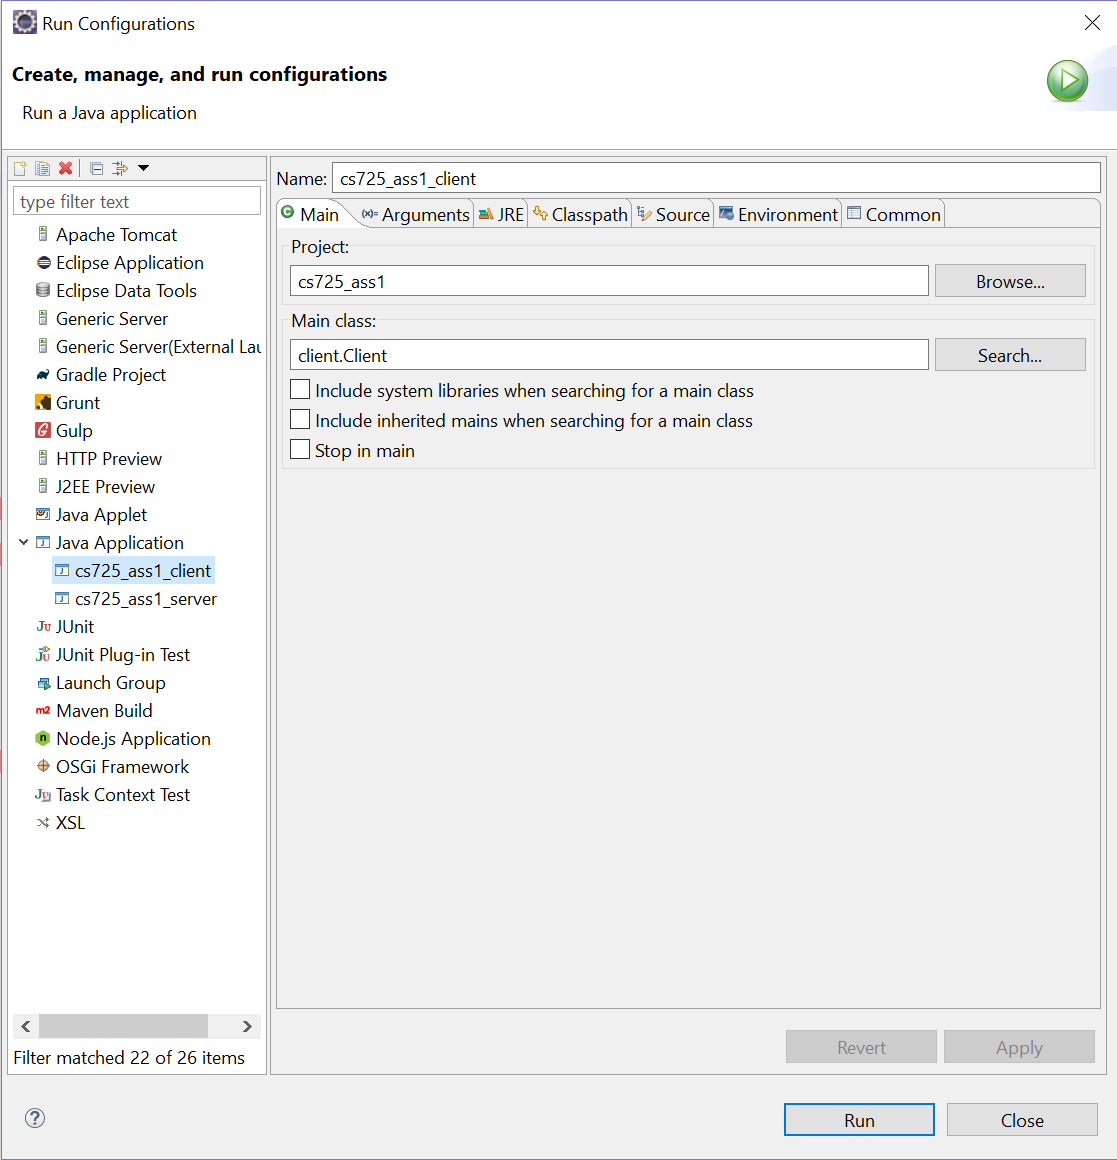 Run Configurations
Create, manage, and run configurations
Run a Java application
type filter text
Apache Tomcat
Eclipse Application
Eclipse Data Tools
Generic Server
Generic Server(External Lau
Gradle Project
Grunt
Gulp
HTTP Preview
J2EE Preview
Java Applet
Java Application
cs725_ass1_client
cs725_ass1_server
JUnit
JUnit Plug-in Test
Launch Group
m2 Maven Build
Node.js Application
OSGi Framework
Task Context Test
XSL
Filter matched 22 of 26 items
Name: cs725_ass1_client
Main (x)= Arguments JRE Classpath Source Environment Common
Project:
cs725_ass1 Browse...
Main class:
client.Client Search...
Include system libraries when searching for a main class
Include inherited mains when searching for a main class
Stop in main
Revert Apply
Run Close